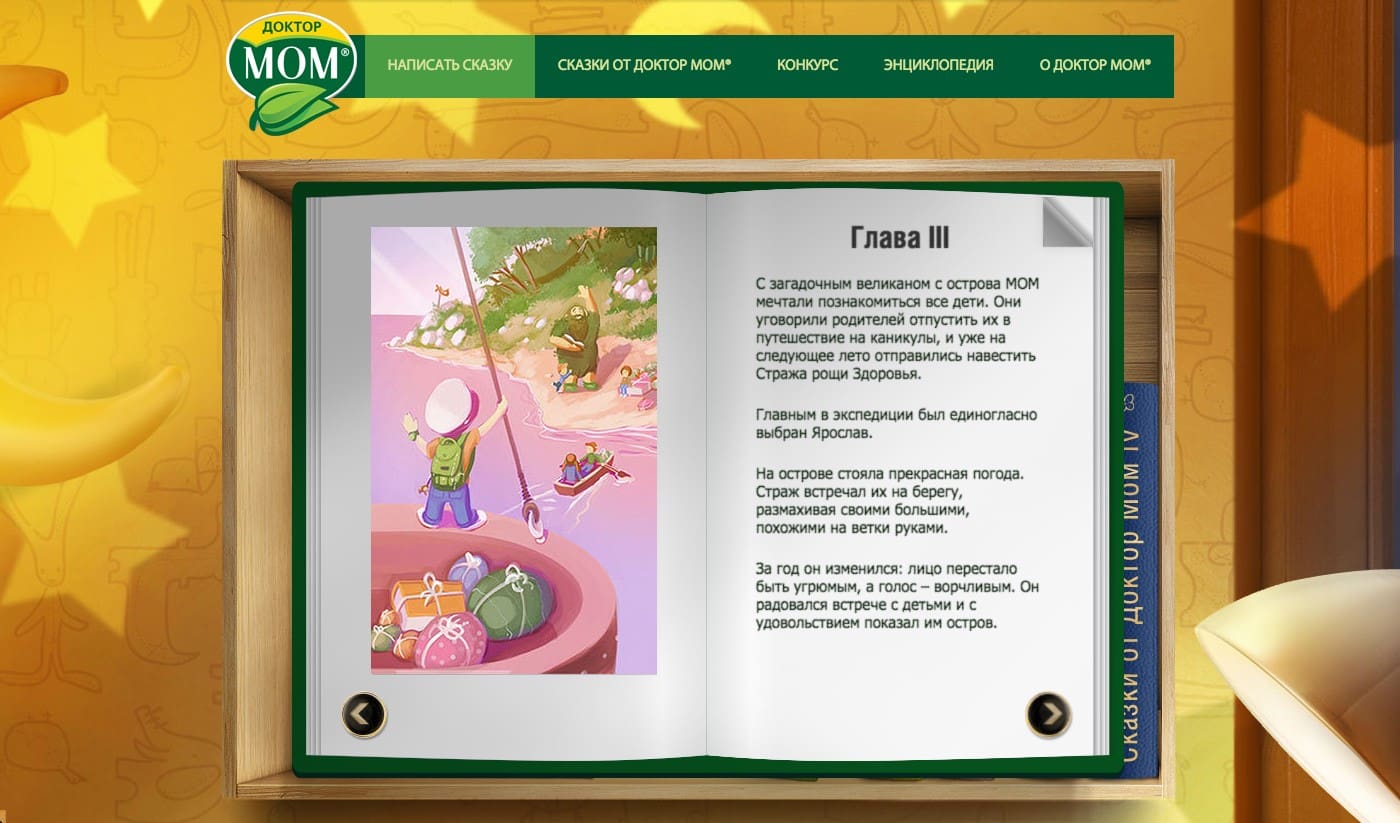 ДОКТОР
МОМ®
НАПИСАТЬ СКАЗКУ
СКАЗКИ ОТ ДОКТОР МОМ®
КОНКУРС
ЭНЦИКЛОПЕДИЯ
О ДОКТОР МОМ®
Глава III
С загадочным великаном с острова МОМ
мечтали познакомиться все дети. Они
уговорили родителей отпустить их в
путешествие на каникулы, и уже на
следующее лето отправились навестить
Стража рощи Здоровья.
Главным в экспедиции был единогласно
выбран Ярослав.
На острове стояла прекрасная погода.
Страж встречал их на берегу,
размахивая своими большими,
похожими на ветки руками.
За год он изменился: лицо перестало
быть угрюмым, а голос – ворчливым. Он
радовался встрече с детьми и с
удовольствием показал им остров.
Сказки от Доктор Мом IV